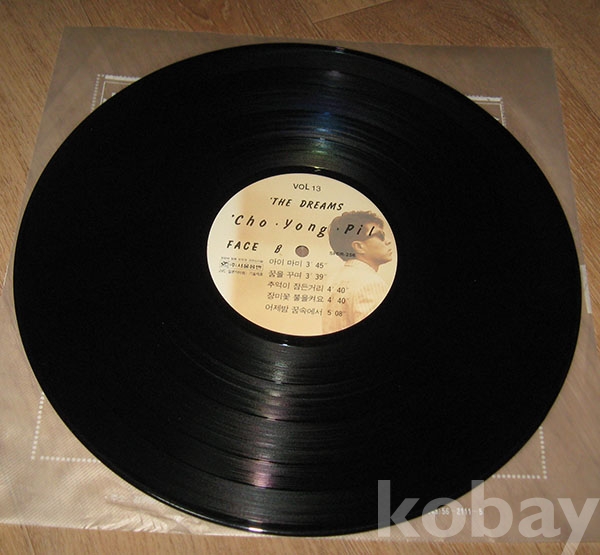 VOL 13
'THE DREAMS
'Cho · Yong · Pil
FACE B
아이 마미 3' 45"
꿈을 꾸며 3' 39"
추억이 잠든거리 4' 40"
장미꽃 불을켜요 4' 40"
어제밤 꿈속에서 5' 08"
kobay